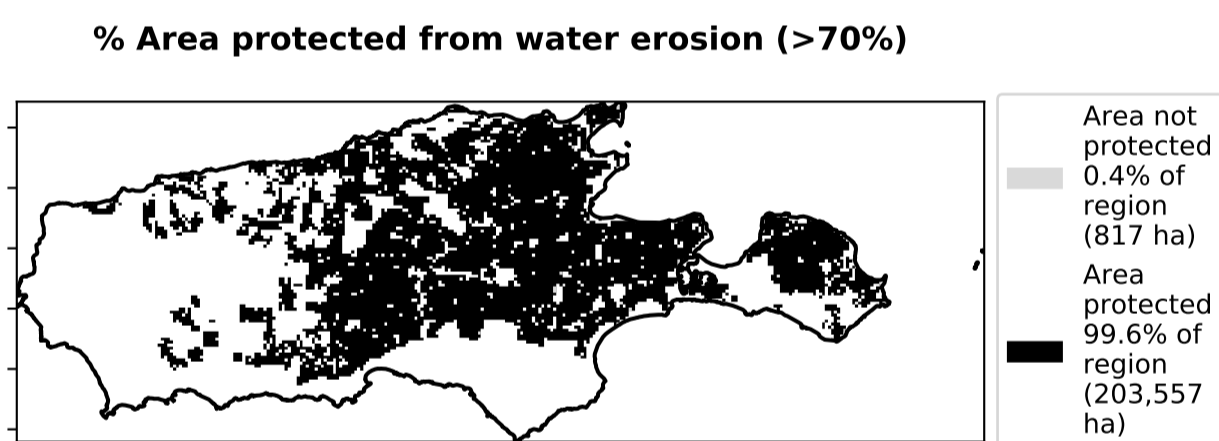 % Area protected from water erosion (>70%)
Area not
protected
0.4% of
region
(817 ha)
Area
protected
99.6% of
region
(203,557
ha)